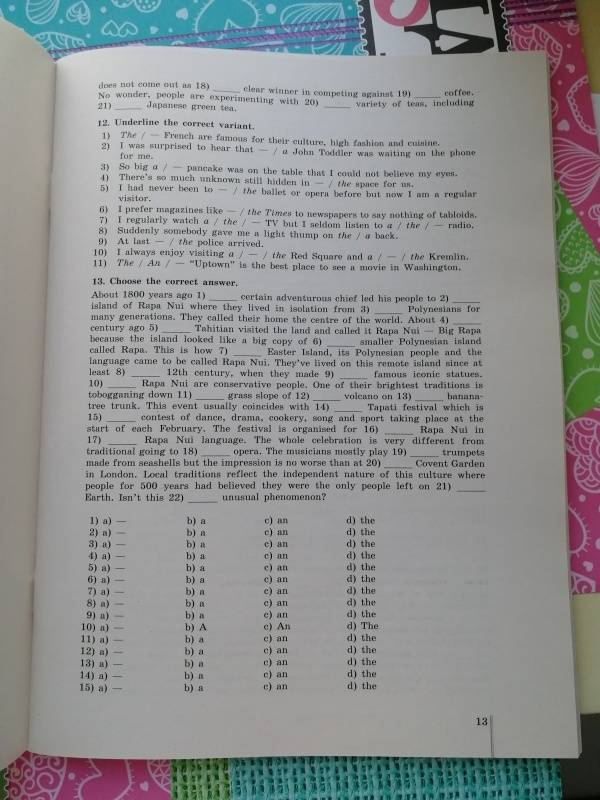 does not come out as 18) _____ clear winner in competing against 19) _____ coffee.
No wonder, people are experimenting with 20) _____ variety of teas, including
21) _____ Japanese green tea.
12. Underline the correct variant.
1) The / — French are famous for their culture, high fashion and cuisine.
2) I was surprised to hear that — / a John Toddler was waiting on the phone
for me.
3) So big a / — pancake was on the table that I could not believe my eyes.
4) There's so much unknown still hidden in — / the space for us.
5) I had never been to — / the ballet or opera before but now I am a regular
visitor.
6) I prefer magazines like — / the Times to newspapers to say nothing of tabloids.
7) I regularly watch a / the / — TV but I seldom listen to a / the / — radio.
8) Suddenly somebody gave me a light thump on the / a back.
9) At last — / the police arrived.
10) I always enjoy visiting a / — / the Red Square and a / — / the Kremlin.
11) The / An / — “Uptown” is the best place to see a movie in Washington.
13. Choose the correct answer.
About 1800 years ago 1) _____ certain adventurous chief led his people to 2) _____
island of Rapa Nui where they lived in isolation from 3) _____ Polynesians for
many generations. They called their home the centre of the world. About 4) _____
century ago 5) _____ Tahitian visited the land and called it Rapa Nui — Big Rapa
because the island looked like a big copy of 6) _____ smaller Polynesian island
called Rapa. This is how 7) _____ Easter Island, its Polynesian people and the
language came to be called Rapa Nui. They've lived on this remote island since at
least 8) _____ 12th century, when they made 9) _____ famous iconic statues.
10) _____ Rapa Nui are conservative people. One of their brightest traditions is
tobogganing down 11) _____ grass slope of 12) _____ volcano on 13) _____ banana-
tree trunk. This event usually coincides with 14) _____ Tapati festival which is
15) _____ contest of dance, drama, cookery, song and sport taking place at the
start of each February. The festival is organised for 16) _____ Rapa Nui in
17) _____ Rapa Nui language. The whole celebration is very different from
traditional going to 18) _____ opera. The musicians mostly play 19) _____ trumpets
made from seashells but the impression is no worse than at 20) _____ Covent Garden
in London. Local traditions reflect the independent nature of this culture where
people for 500 years had believed they were the only people left on 21) _____
Earth. Isn't this 22) _____ unusual phenomenon?
1) a) — b) a c) an d) the
2) a) — b) a c) an d) the
3) a) — b) a c) an d) the
4) a) — b) a c) an d) the
5) a) — b) a c) an d) the
6) a) — b) a c) an d) the
7) a) — b) a c) an d) the
8) a) — b) a c) an d) the
9) a) — b) a c) an d) the
10) a) — b) A c) An d) The
11) a) — b) a c) an d) the
12) a) — b) a c) an d) the
13) a) — b) a c) an d) the
14) a) — b) a c) an d) the
15) a) — b) a c) an d) the
13